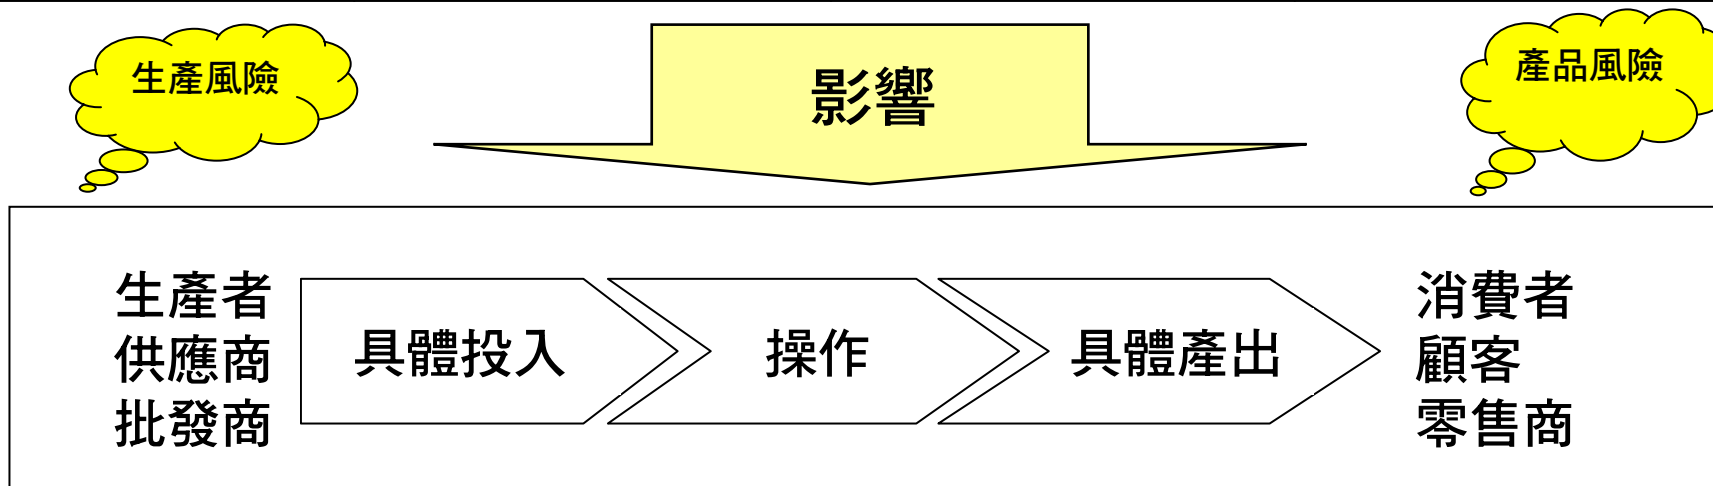 生產風險
影響
產品風險
生產者
供應商
批發商
具體投入
操作
具體產出
消費者
顧客
零售商